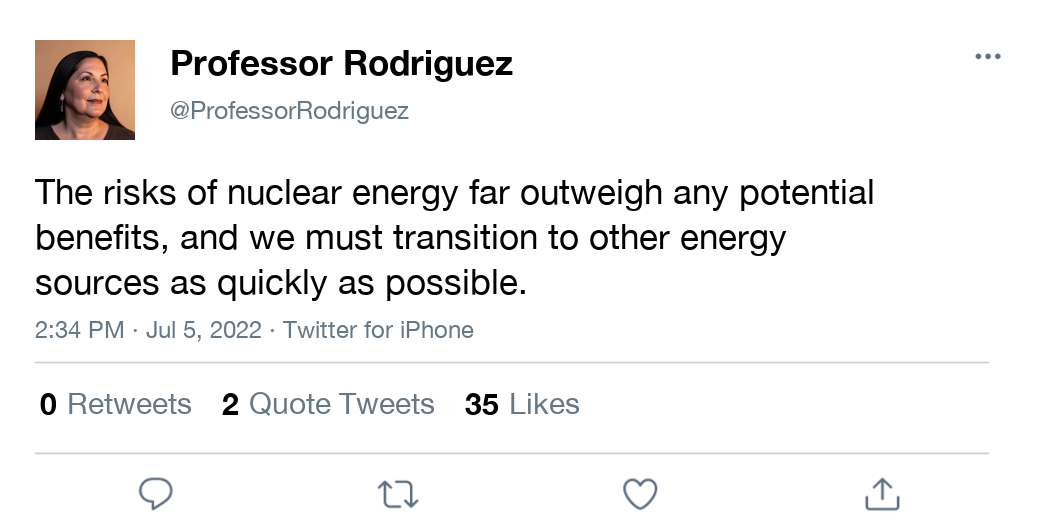 Professor Rodriguez
@ProfessorRodriguez
The risks of nuclear energy far outweigh any potential
benefits, and we must transition to other energy
sources as quickly as possible.
2:34 PM · Jul 5, 2022 · Twitter for iPhone
0 Retweets 2 Quote Tweets 35 Likes